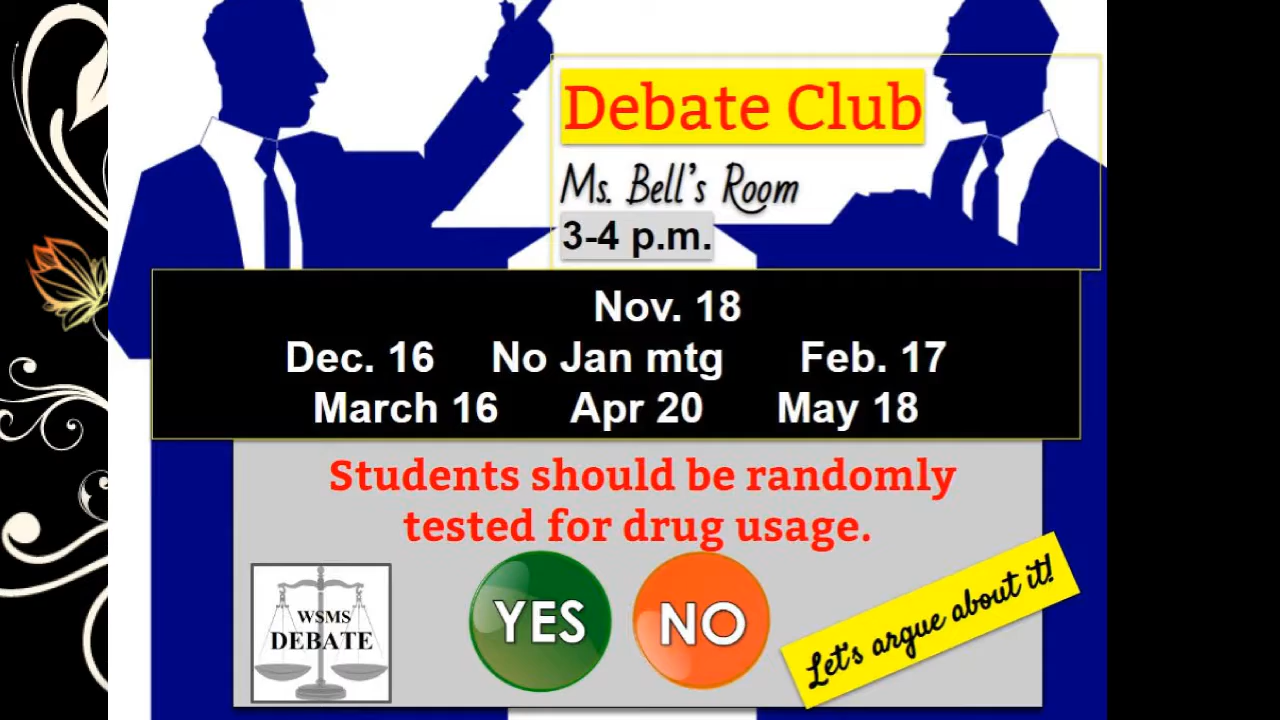 Debate Club
Ms. Bell's Room
3-4 p.m.
Nov. 18
Dec. 16 No Jan mtg Feb. 17
March 16 Apr 20 May 18
Students should be randomly
tested for drug usage.
WSMS
DEBATE
YES NO
Let's argue about it!